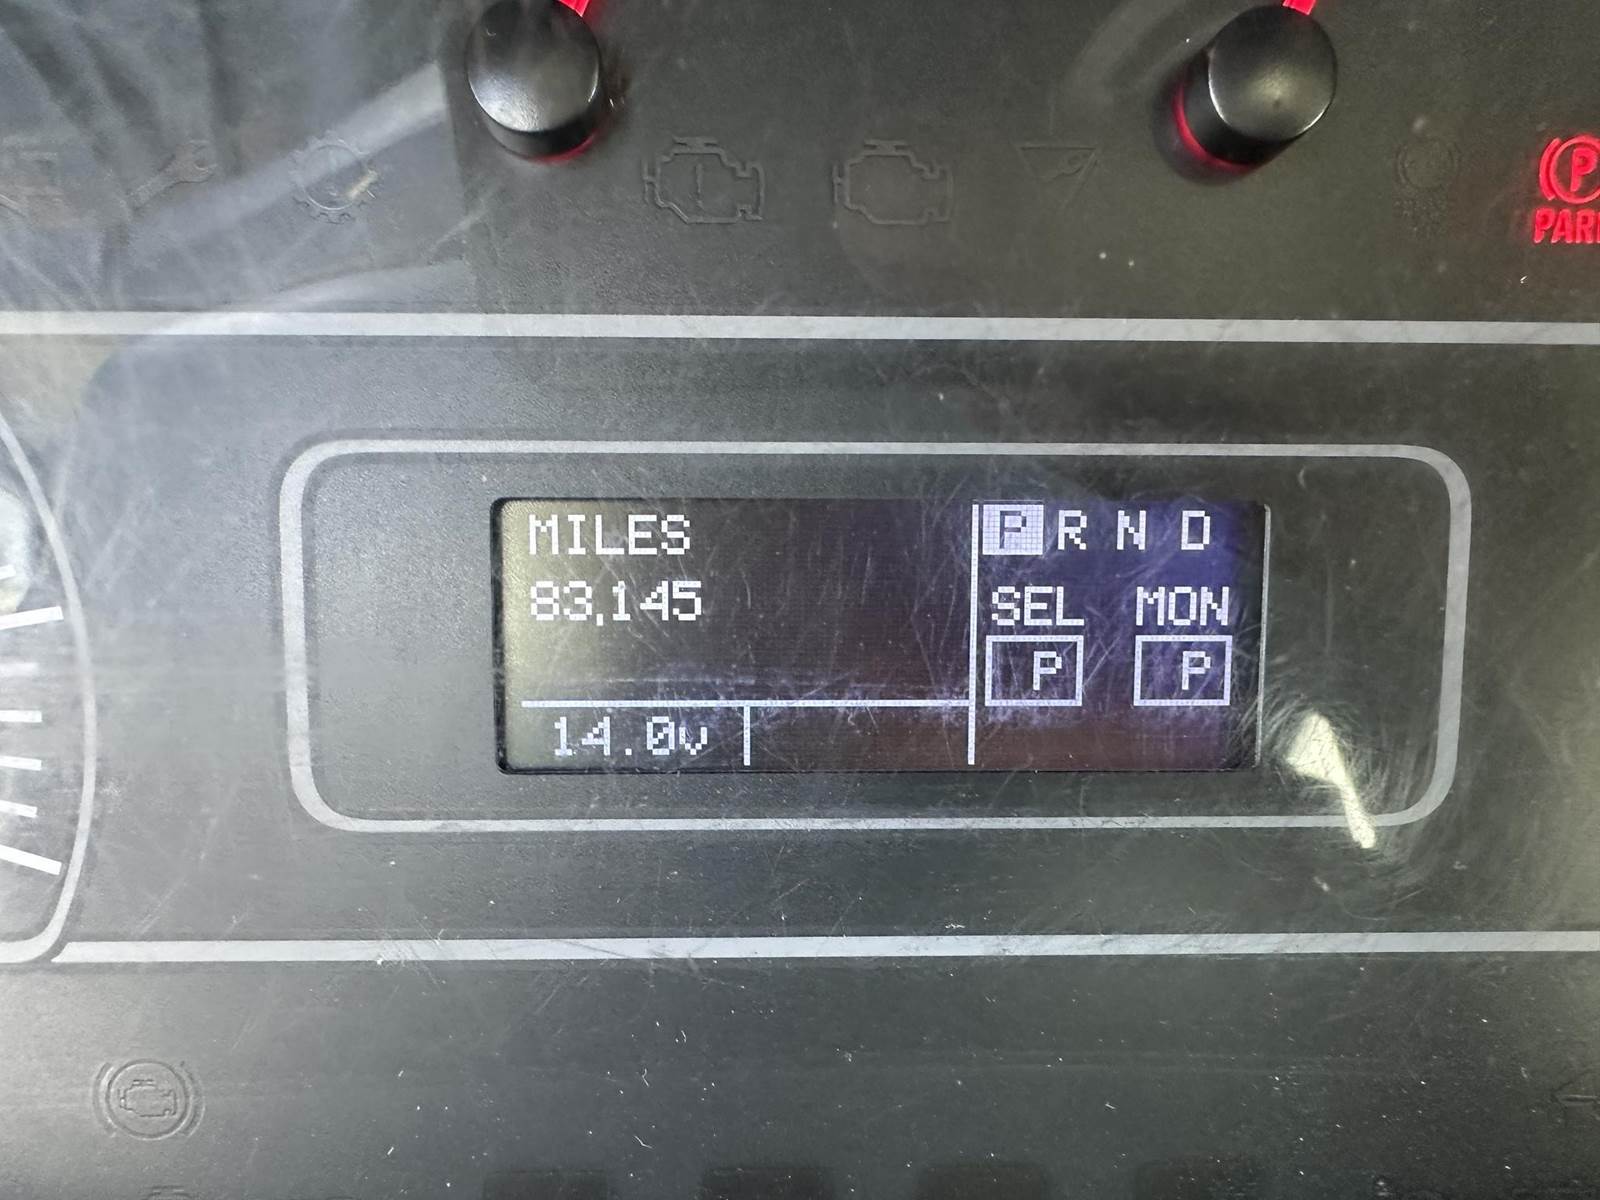 P
PARK
MILES
83,145
P R N D
SEL MON
P P
14.0v